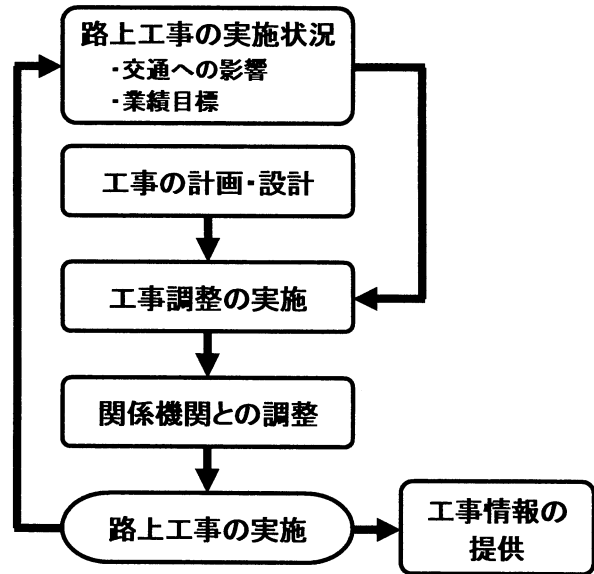 路上工事の実施状況
・交通への影響
・業績目標
工事の計画・設計
工事調整の実施
関係機関との調整
路上工事の実施
工事情報の
提供